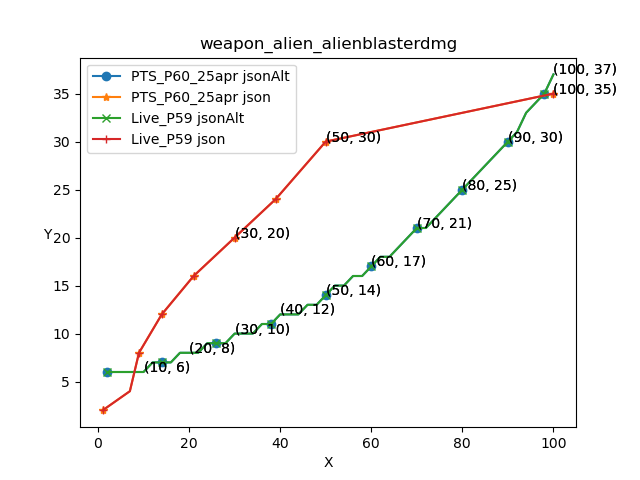 weapon_alien_alienblasterdmg
PTS_P60_25apr jsonAlt
PTS_P60_25apr json
Live_P59 jsonAlt
Live_P59 json
(100, 37)
(100, 35)
(50, 30)
(90, 30)
(80, 25)
(70, 21)
(30, 20)
(60, 17)
(50, 14)
(40, 12)
(30, 10)
(20, 8)
(10, 6)
Y
35
30
25
20
15
10
5
0 20 40 60 80 100
X